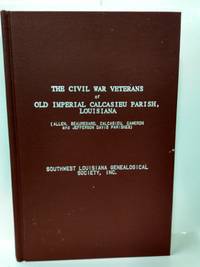 THE CIVIL WAR VETERANS
of
OLD IMPERIAL CALCASIEU PARISH,
LOUISIANA
(ALLEN, BEAUREGARD, CALCASIEU, CAMERON
and JEFFERSON DAVIS PARISHES)
SOUTHWEST LOUISIANA GENEALOGICAL
SOCIETY, INC.